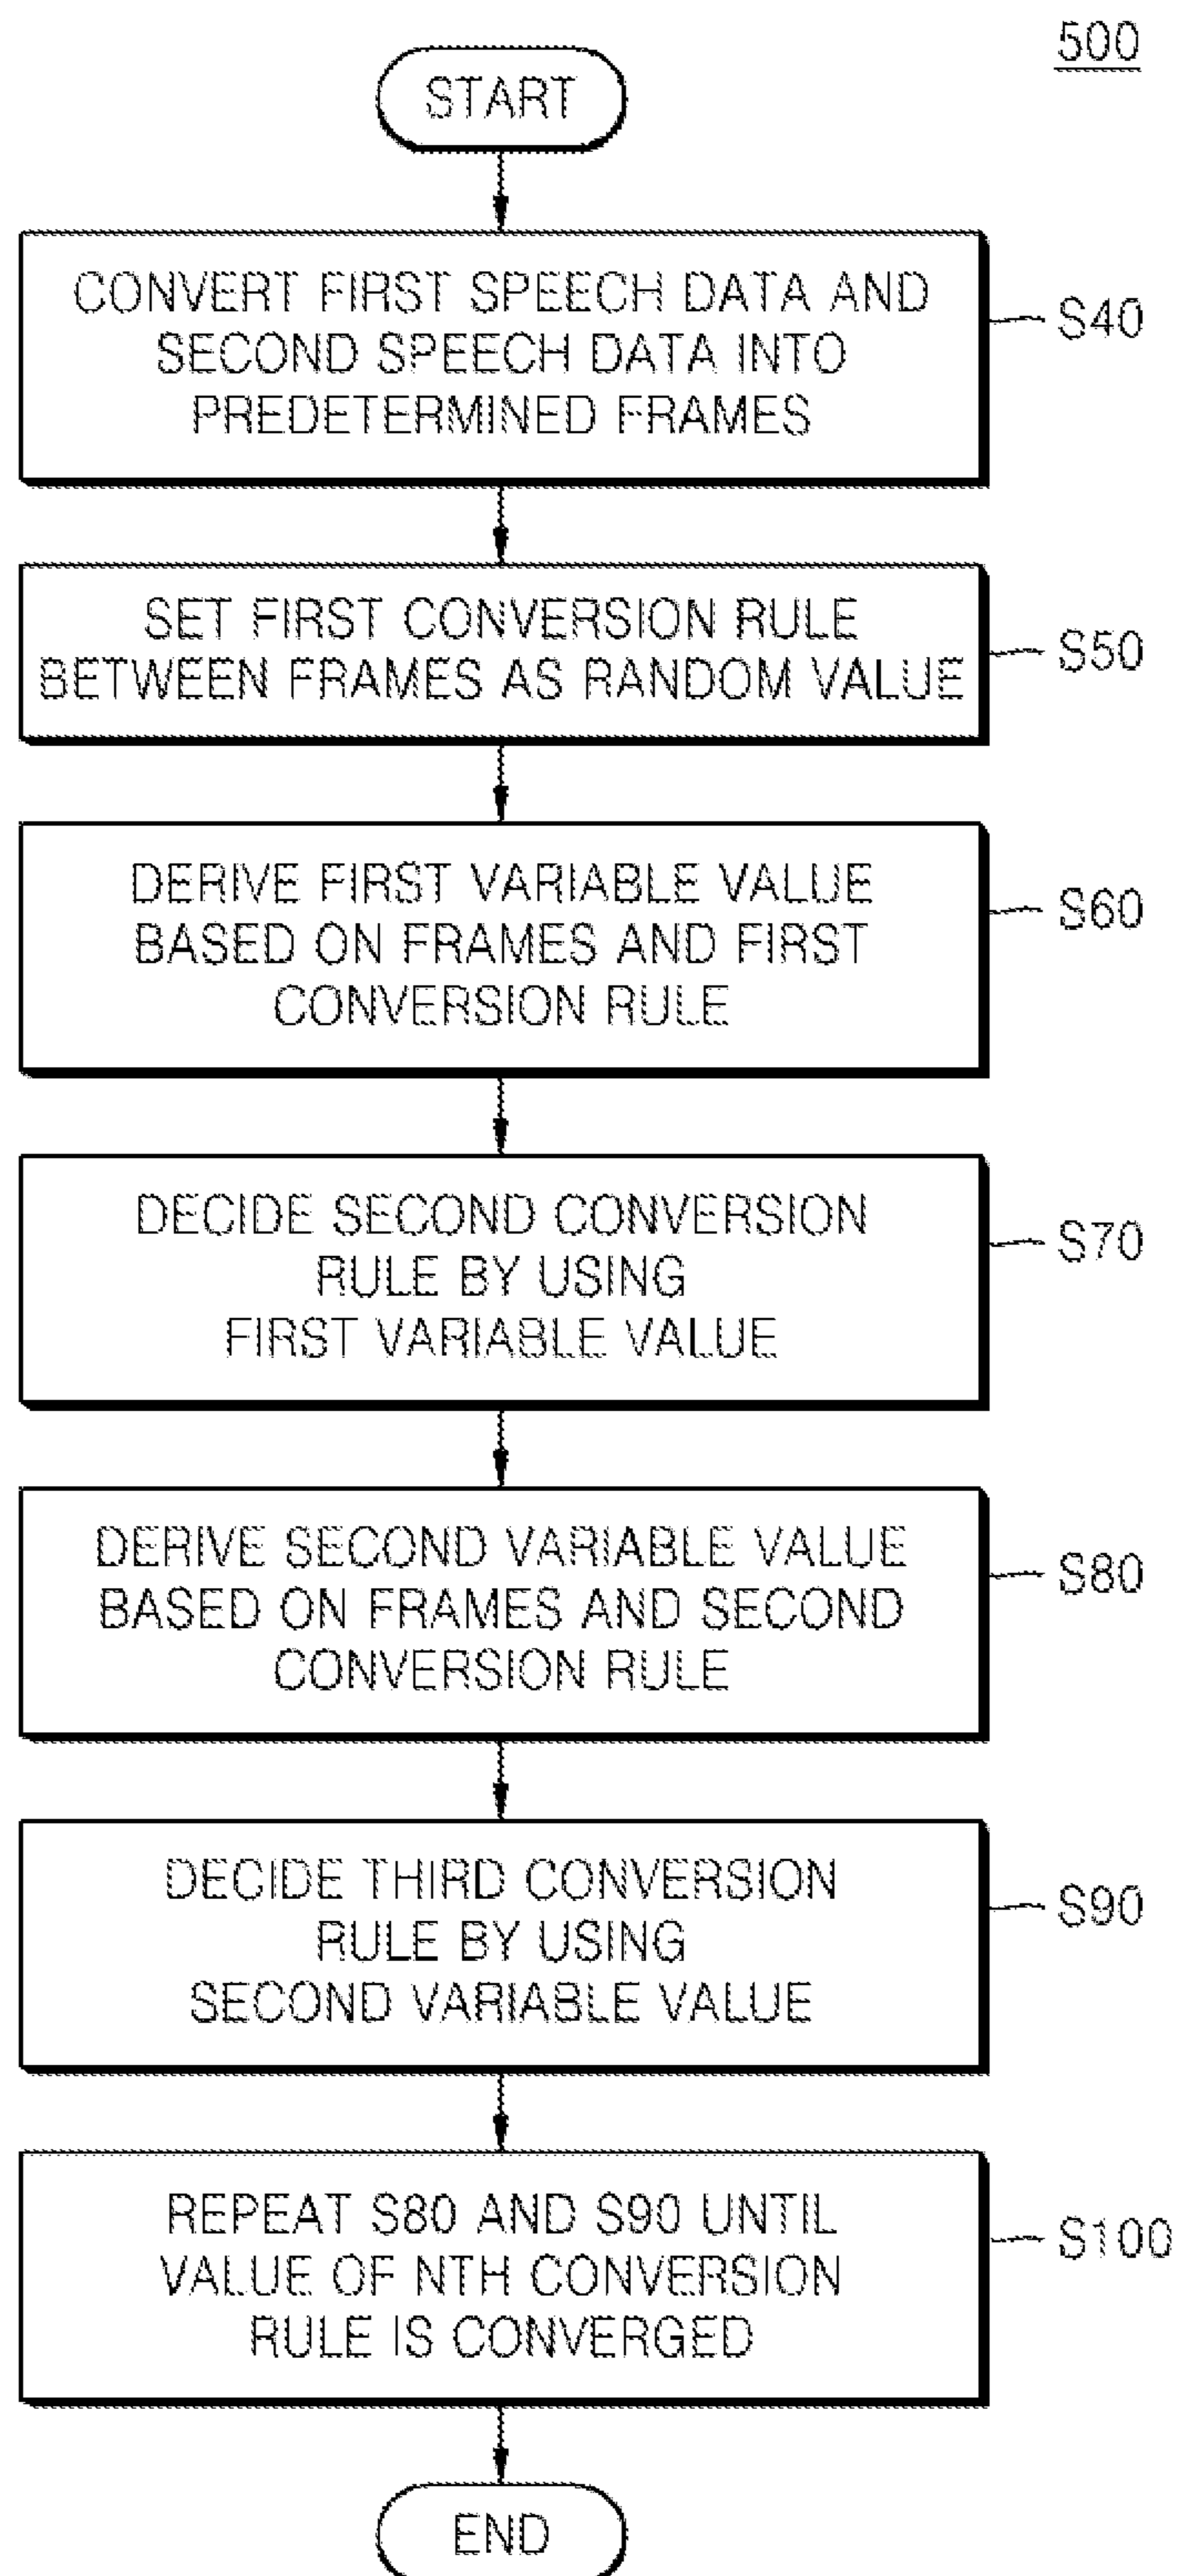 500
START
CONVERT FIRST SPEECH DATA AND
SECOND SPEECH DATA INTO
PREDETERMINED FRAMES
S40
SET FIRST CONVERSION RULE
BETWEEN FRAMES AS RANDOM VALUE
S50
DERIVE FIRST VARIABLE VALUE
BASED ON FRAMES AND FIRST
CONVERSION RULE
S60
DECIDE SECOND CONVERSION
RULE BY USING
FIRST VARIABLE VALUE
S70
DERIVE SECOND VARIABLE VALUE
BASED ON FRAMES AND SECOND
CONVERSION RULE
S80
DECIDE THIRD CONVERSION
RULE BY USING
SECOND VARIABLE VALUE
S90
REPEAT S80 AND S90 UNTIL
VALUE OF NTH CONVERSION
RULE IS CONVERGED
S100
END